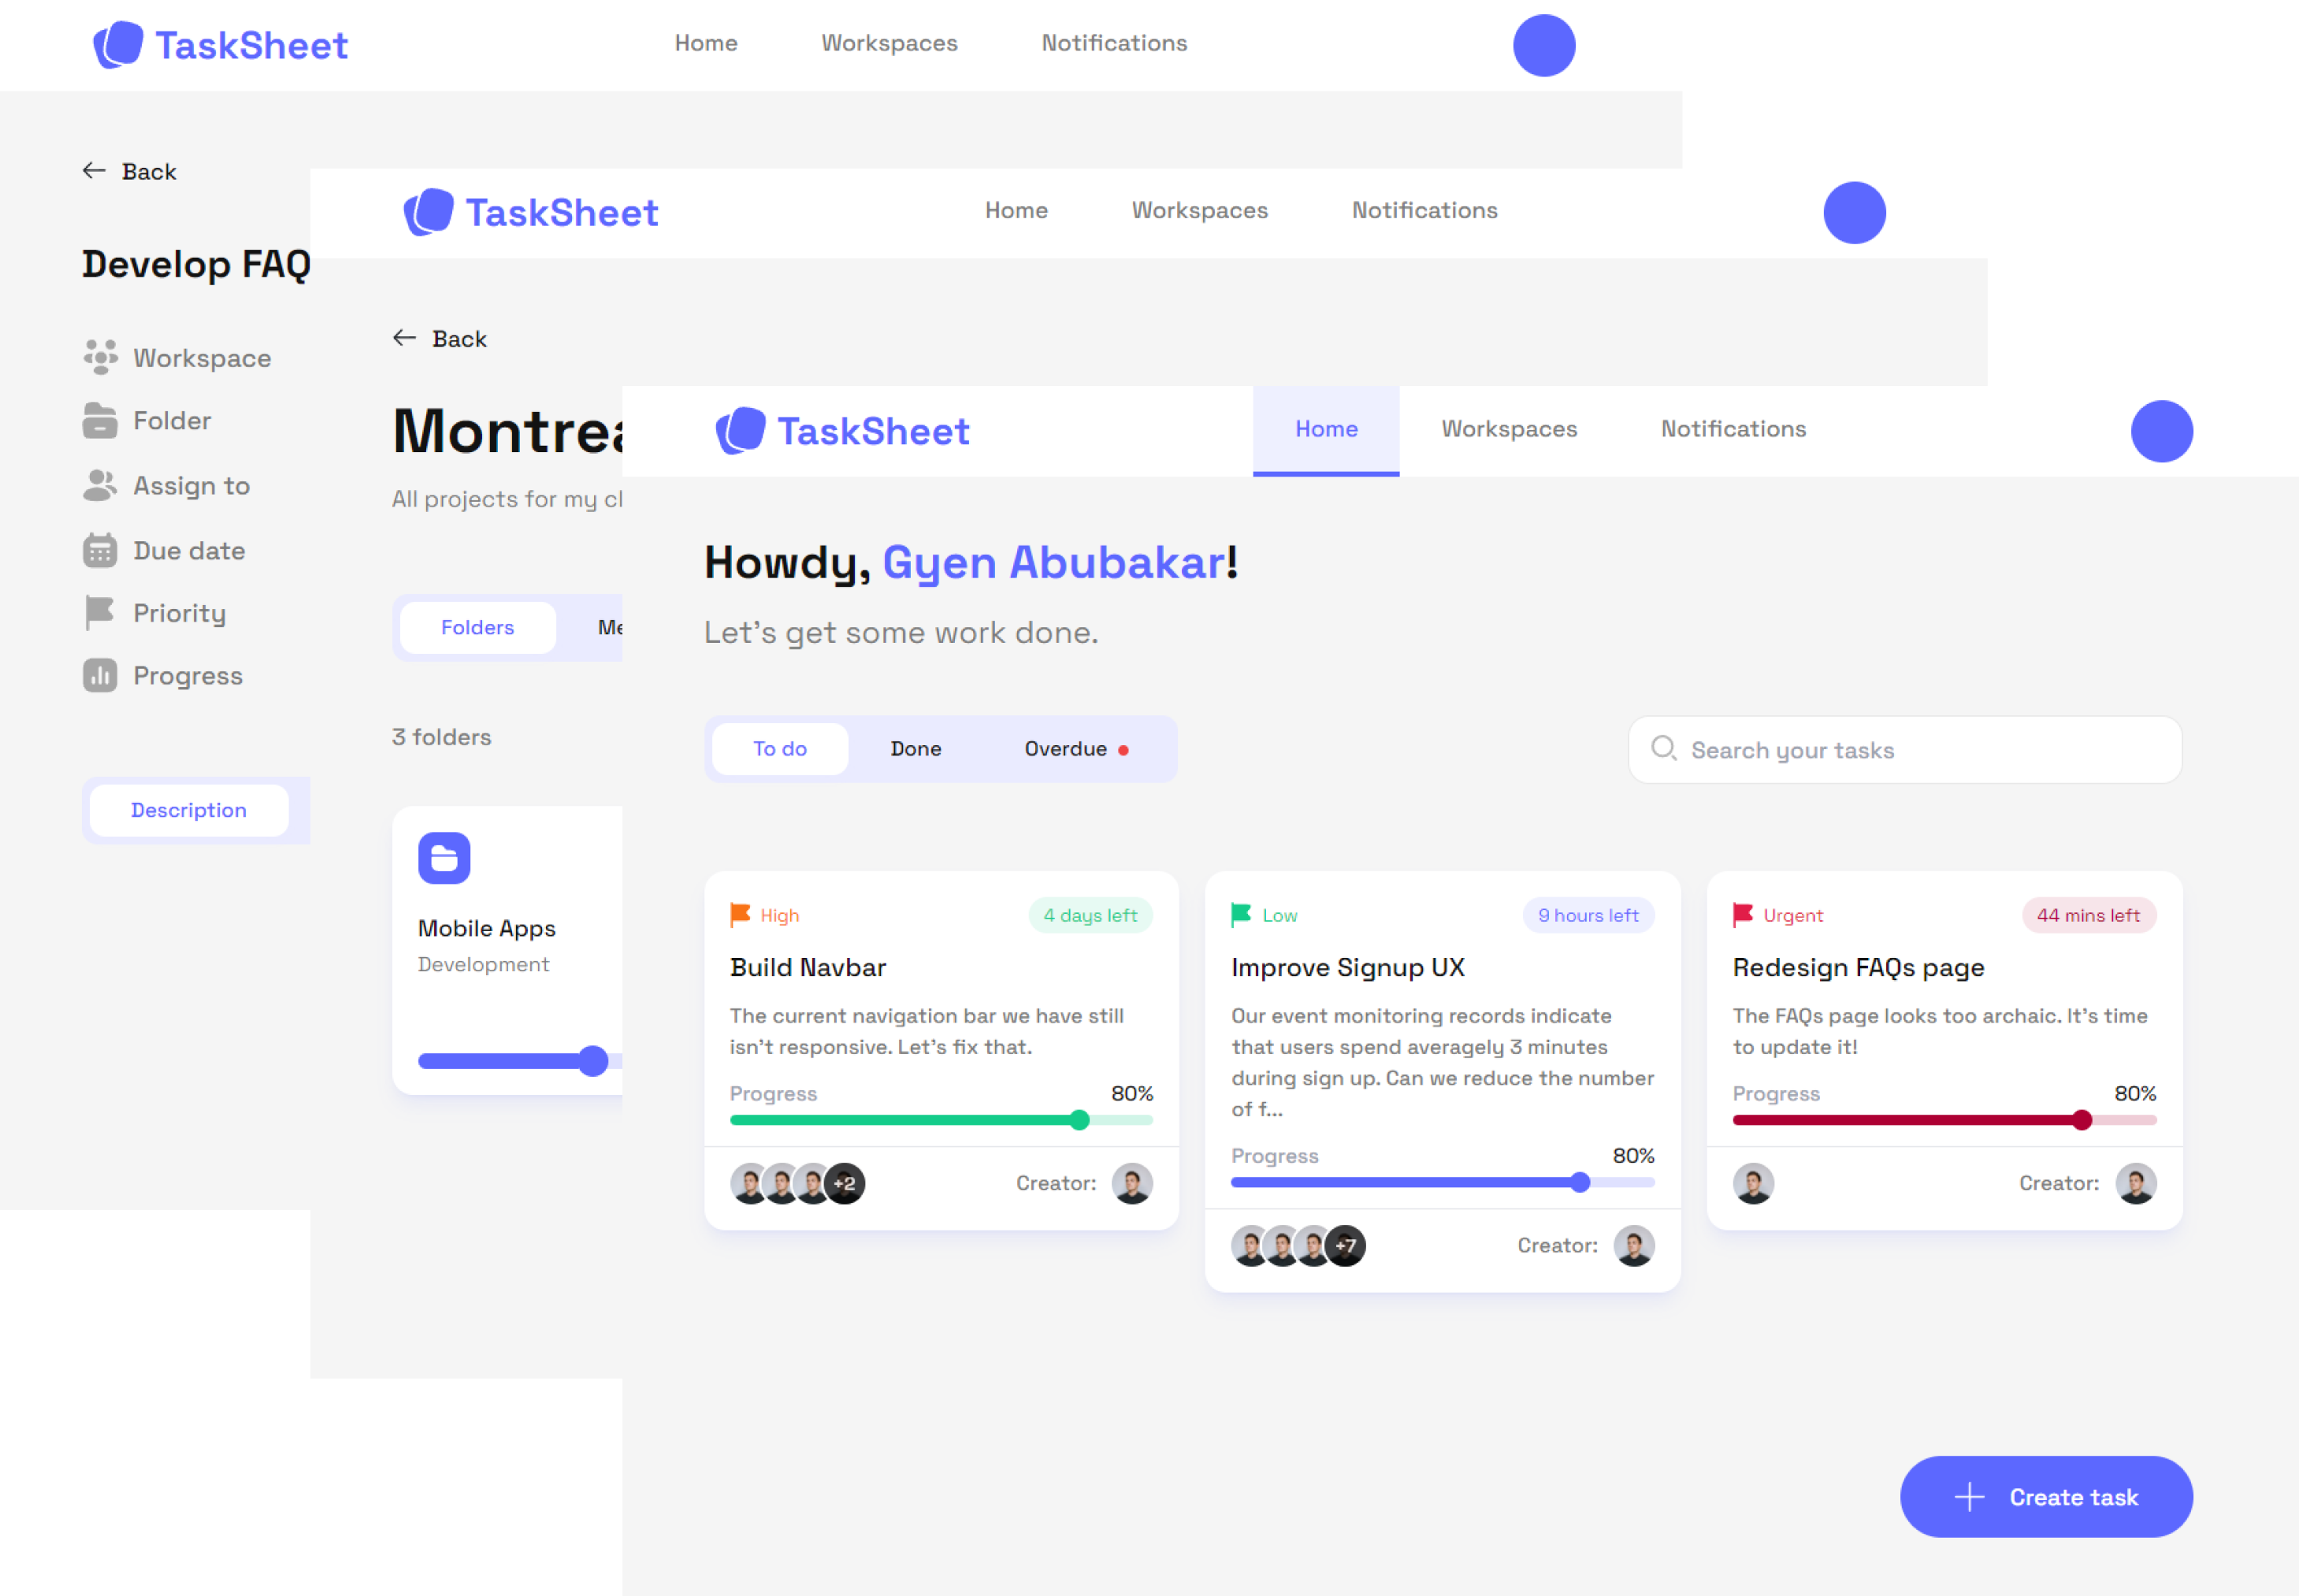 TaskSheet
Home
Workspaces
Notifications
Back
Develop FAQ
Workspace
Folder
Assign to
Due date
Priority
Progress
Description
TaskSheet
Home
Workspaces
Notifications
Back
All projects for my
Folders
3 folders
Mobile Apps
Development
TaskSheet
Home
Workspaces
Notifications
Howdy, Gyen Abubakar!
Let's get some work done.
To do
Done
Overdue
Search your tasks
High
4 days left
Build Navbar
The current navigation bar we have still
isn't responsive. Let's fix that.
Progress
80%
+2
Creator:
Low
9 hours left
Improve Signup UX
Our event monitoring records indicate
that users spend averagely 3 minutes
during sign up. Can we reduce the number
of f...
Progress
80%
+7
Creator:
Urgent
44 mins left
Redesign FAQs page
The FAQs page looks too archaic. It's time
to update it!
Progress
80%
Creator:
Create task